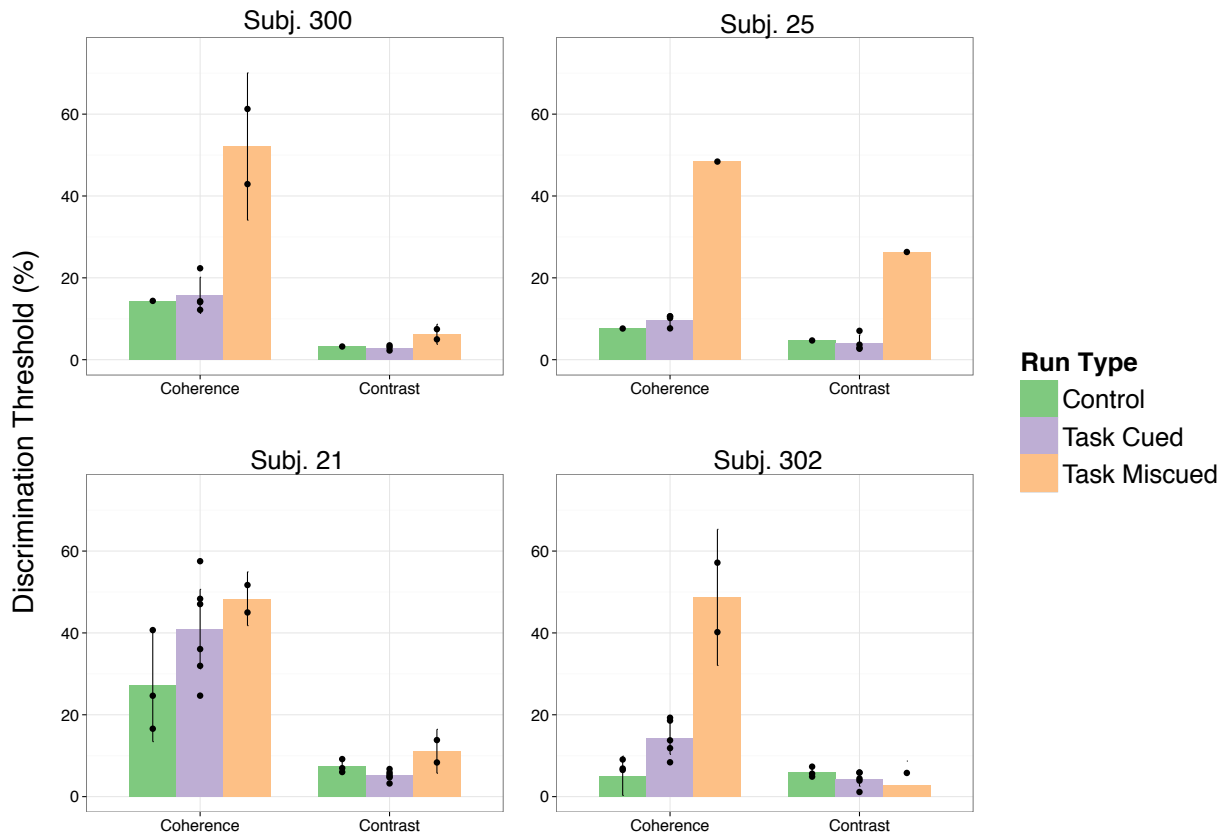 Subj. 300
Subj. 25
60
40
20
0
Coherence
Contrast
60
40
20
0
Coherence
Contrast
Discrimination Threshold (%)
Run Type
Control
Task Cued
Task Miscued
Subj. 21
Subj. 302
60
40
20
0
Coherence
Contrast
60
40
20
0
Coherence
Contrast